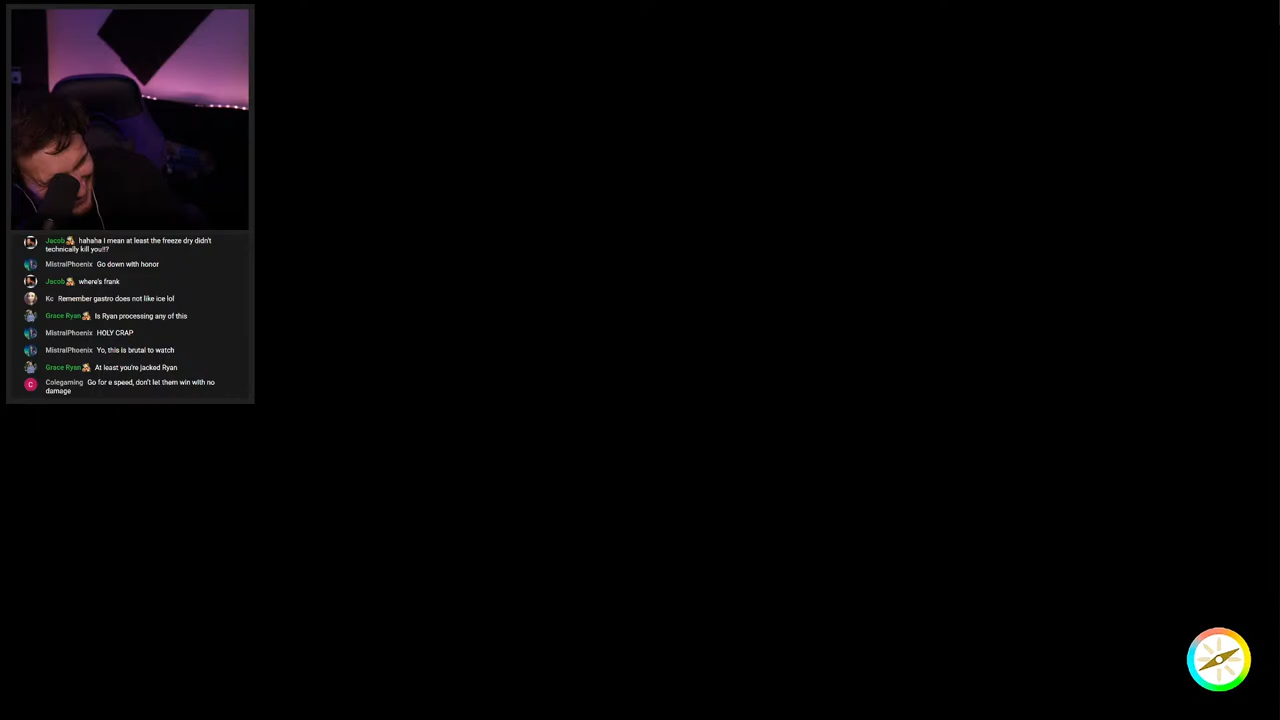 Jacob hahaha I mean at least the freeze dry didn't
technically kill you!!?
MistralPhoenix Go down with honor
Jacob where's frank
Kc Remember gastro does not like ice lol
Grace Ryan Is Ryan processing any of this
MistralPhoenix HOLY CRAP
MistralPhoenix Yo, this is brutal to watch
Grace Ryan At least you're jacked Ryan
C Colegaming Go for e speed, don't let them win with no
damage